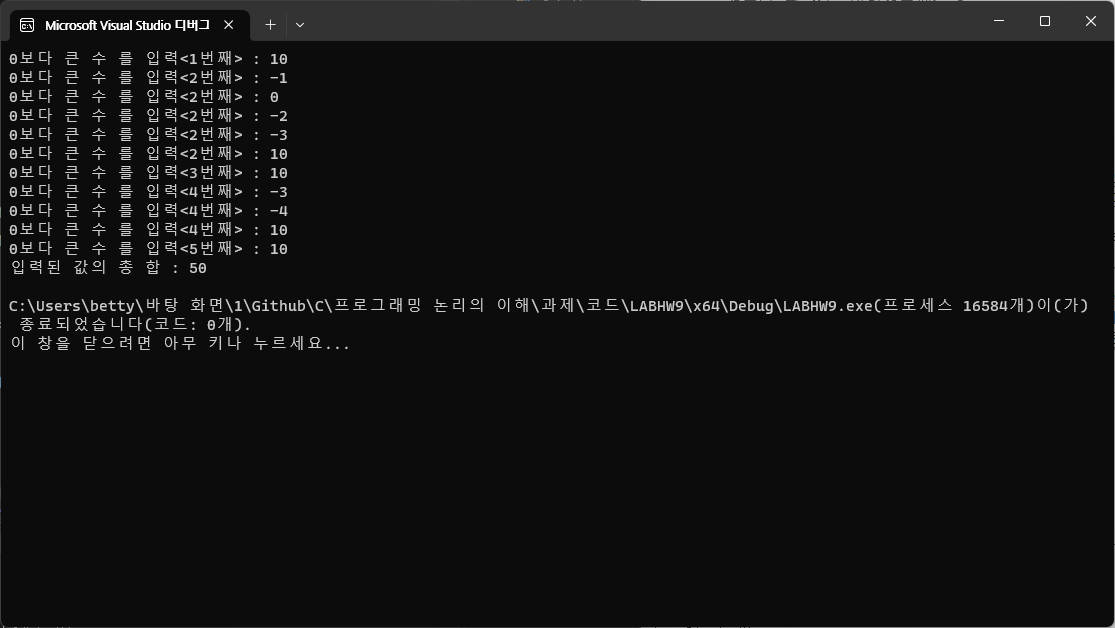 Microsoft Visual Studio 디버그
0보다 큰 수 를 입력<1번째> : 10
0보다 큰 수 를 입력<2번째> : -1
0보다 큰 수 를 입력<2번째> : 0
0보다 큰 수 를 입력<2번째> : -2
0보다 큰 수 를 입력<2번째> : -3
0보다 큰 수 를 입력<2번째> : 10
0보다 큰 수 를 입력<3번째> : 10
0보다 큰 수 를 입력<4번째> : -3
0보다 큰 수 를 입력<4번째> : -4
0보다 큰 수 를 입력<4번째> : 10
0보다 큰 수 를 입력<5번째> : 10
입력된 값의 총 합 : 50
C:\Users\betty\바탕 화면\1\Github\C\프로그래밍 논리의 이해\과제\코드\LABHW9\x64\Debug\LABHW9.exe(프로세스 16584개)이(가)
종료되었습니다(코드: 0개).
이 창을 닫으려면 아무 키나 누르세요...